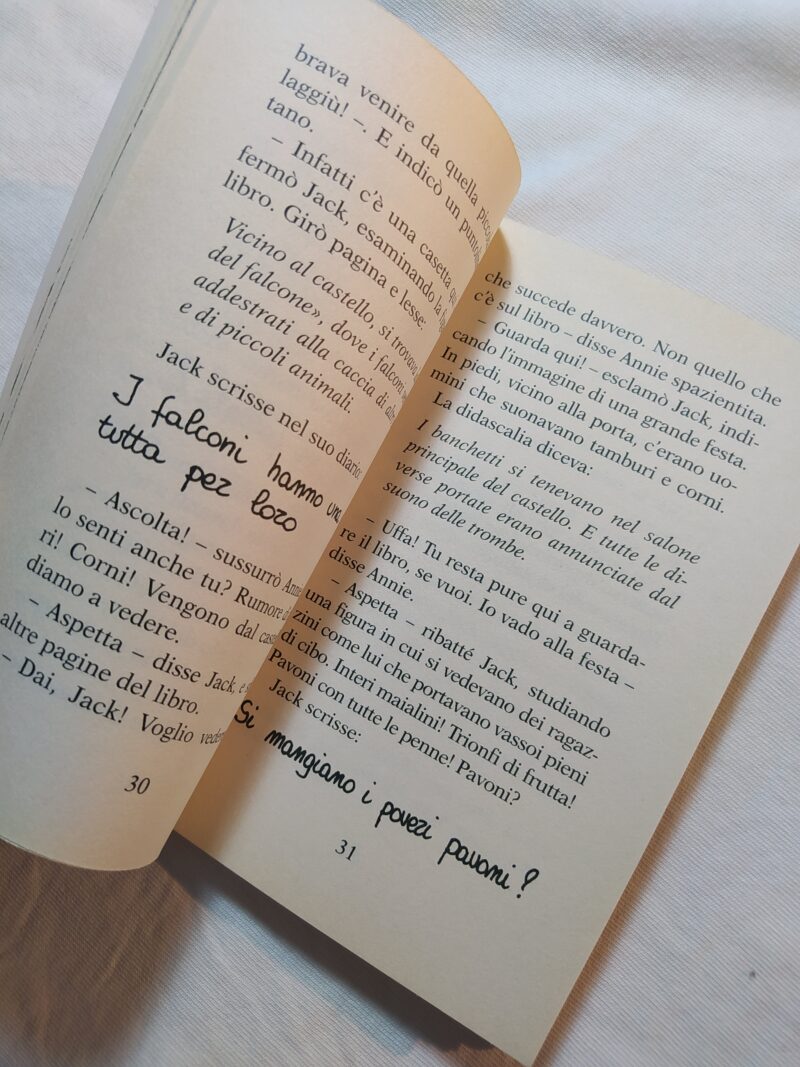 brava venire da quella
laggiù! –. E indicò un
tano.
– Infatti c'è una casetta
fermò Jack, esaminando la
libro. Girò pagina e lesse:
Vicino al castello, si trovava
del falcone», dove i falconi
addestrati alla caccia di
e di piccoli animali.
Jack scrisse nel suo diario:
I falconi hanno una
tutta per loro
– Ascolta! – sussurrò
lo senti anche tu? Rumore
ri! Corni! Vengono dal
diamo a vedere.
– Aspetta – disse Jack,
altre pagine del libro.
– Dai, Jack! Voglio
30
che succede davvero. Non quello che
c'è sul libro – disse Annie spazientita.
– Guarda qui! – esclamò Jack, indi-
cando l'immagine di una grande festa.
In piedi, vicino alla porta, c'erano uo-
mini che suonavano tamburi e corni.
La didascalia diceva:
I banchetti si tenevano nel salone
principale del castello. E tutte le di-
verse portate erano annunciate dal
suono delle trombe.
– Uffa! Tu resta pure qui a guarda-
re il libro, se vuoi. Io vado alla festa –
disse Annie.
– Aspetta – ribatté Jack, studiando
una figura in cui si vedevano dei ragaz-
zini come lui che portavano vassoi pieni
di cibo. Interi maialini! Trionfi di frutta!
Pavoni con tutte le penne! Pavoni?
Jack scrisse:
Si mangiano i poveri pavoni?
31